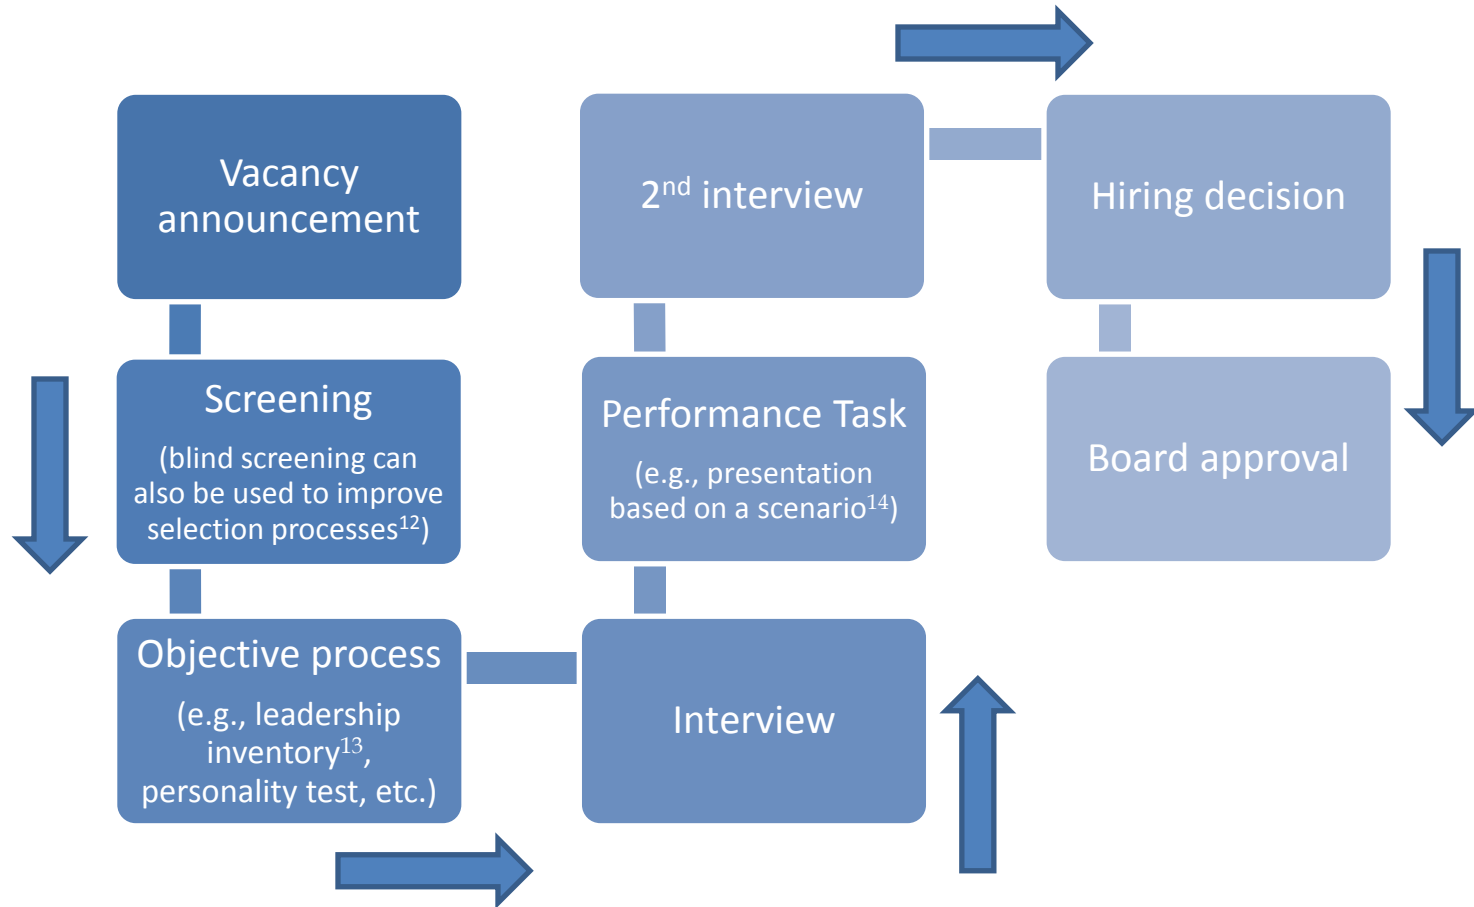 Vacancy
announcement
Screening
(blind screening can
also be used to improve
selection processes¹²)
Objective process
(e.g., leadership
inventory¹³,
personality test, etc.)
Interview
Performance Task
(e.g., presentation
based on a scenario¹⁴)
2ⁿᵈ interview
Hiring decision
Board approval